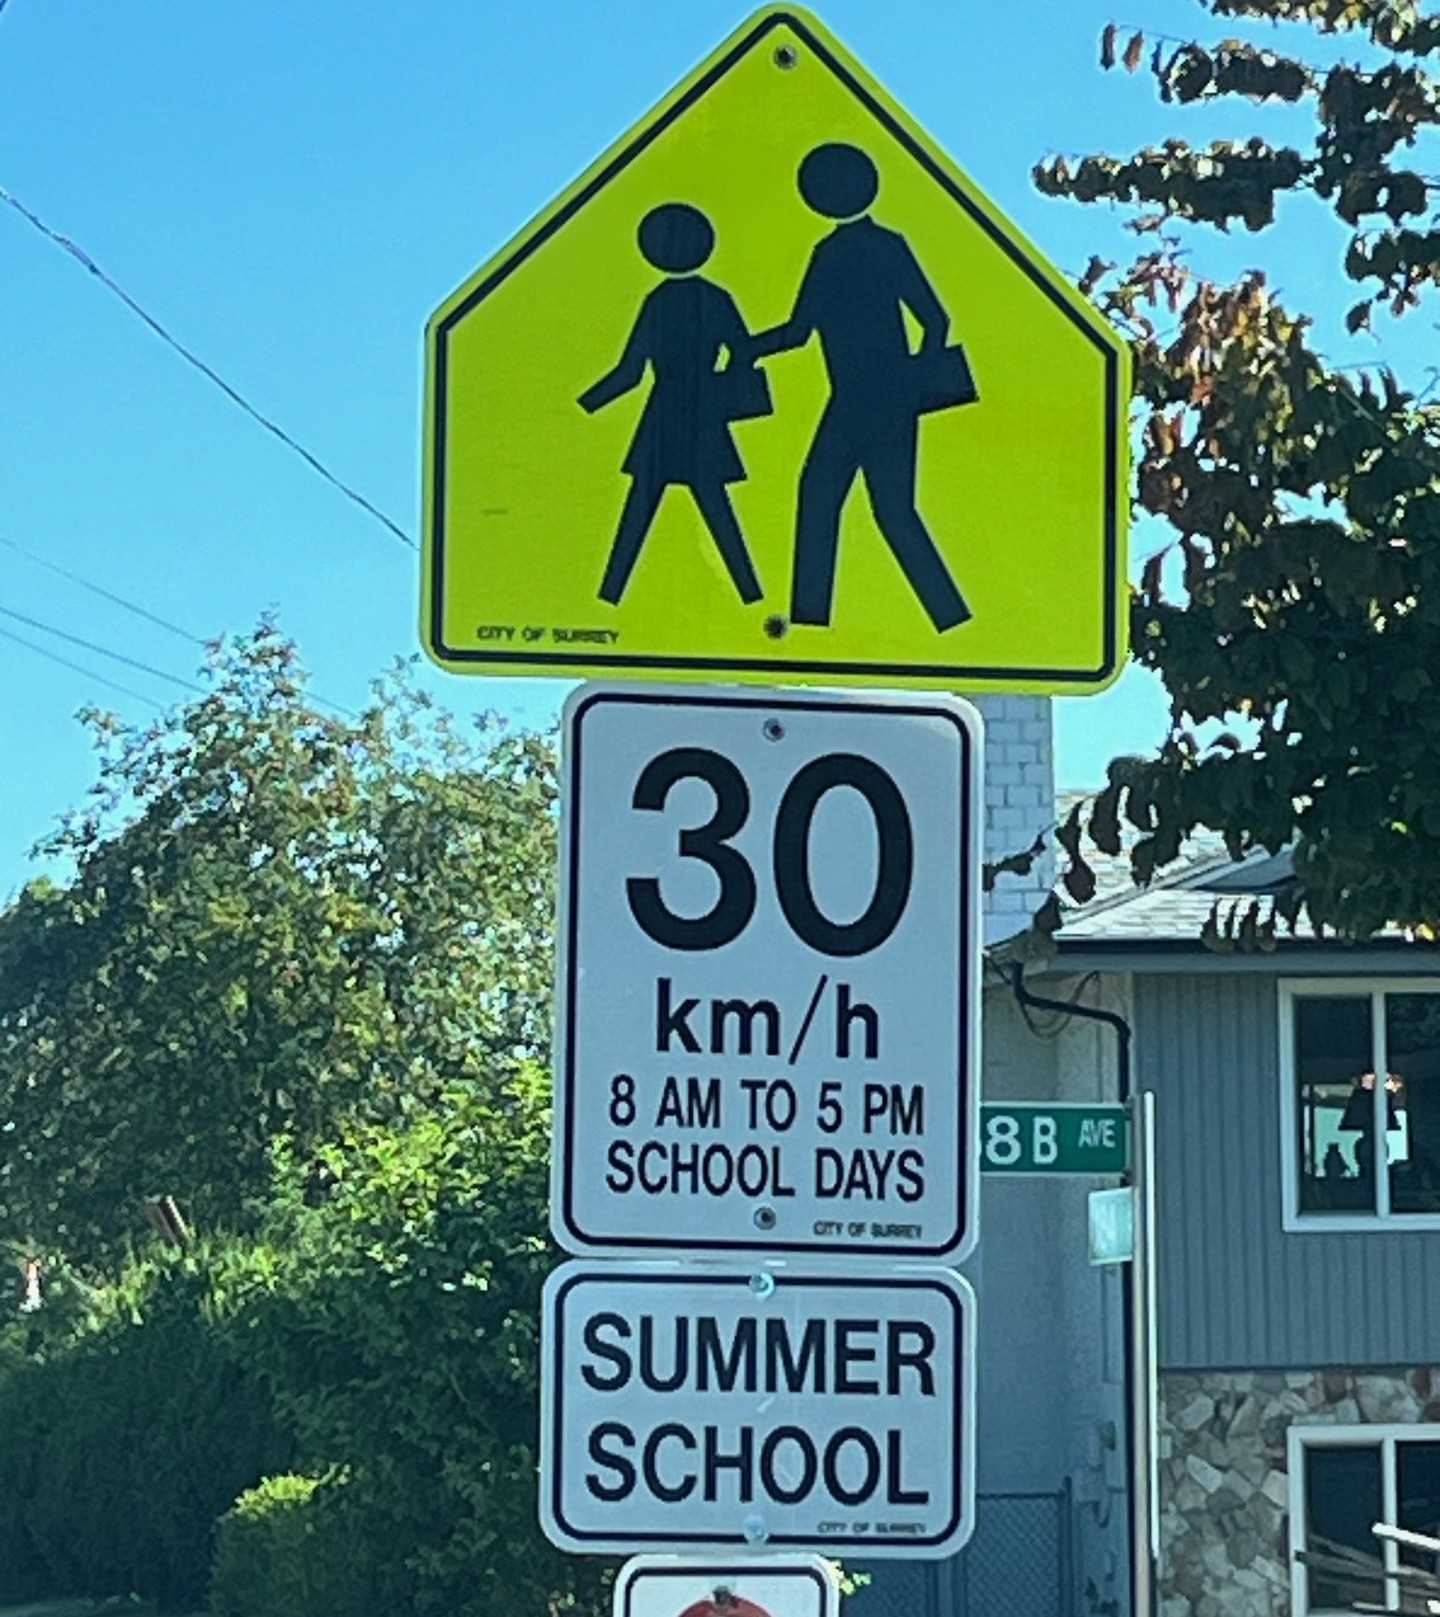 CITY OF SURREY
30
km/h
8 AM TO 5 PM
SCHOOL DAYS
CITY OF SURREY
8B AVE
SUMMER
SCHOOL
CITY OF SURREY